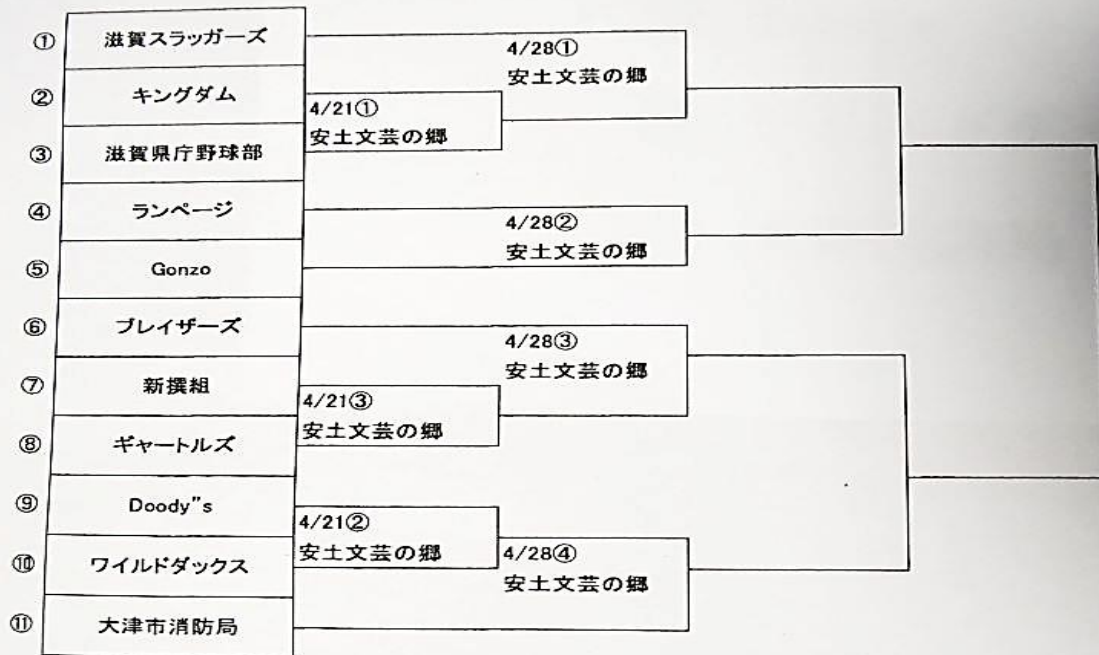 ① 滋賀スラッガーズ
4/28①
安土文芸の郷
② キングダム
4/21①
安土文芸の郷
③ 滋賀県庁野球部
④ ランページ
4/28②
安土文芸の郷
⑤ Gonzo
⑥ ブレイザーズ
4/28③
安土文芸の郷
⑦ 新撰組
4/21③
安土文芸の郷
⑧ ギャートルズ
⑨ Doody”s
4/21②
安土文芸の郷
⑩ ワイルドダックス
4/28④
安土文芸の郷
⑪ 大津市消防局